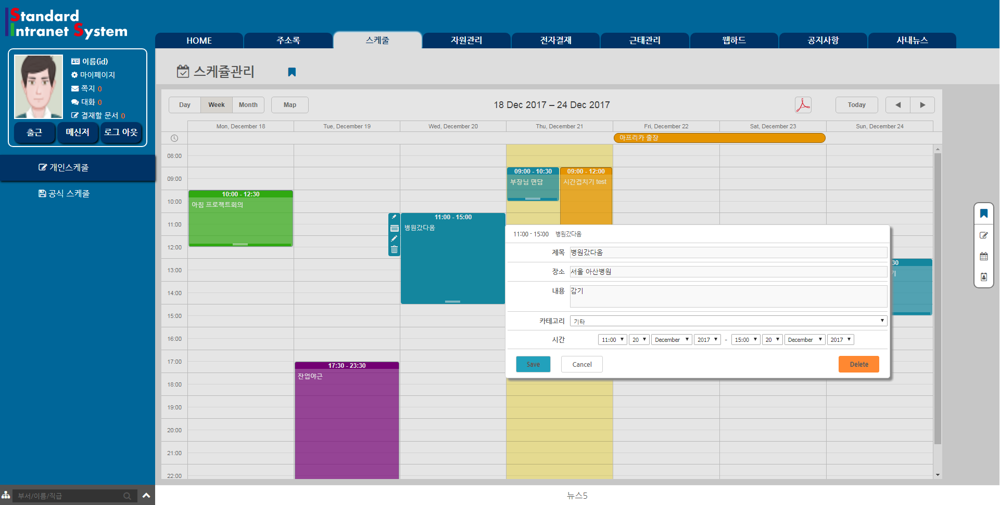 Standard
Intranet System
HOME
주소록
스케줄
자원관리
전자결재
근태관리
웹하드
공지사항
사내뉴스
이름(id)
마이페이지
쪽지 0
대화 0
결재할 문서 0
출근
메신저
로그 아웃
개인스케줄
공식 스케줄
스케쥴관리
Day
Week
Month
Map
18 Dec 2017 – 24 Dec 2017
Today
Mon, December 18
Tue, December 19
Wed, December 20
Thu, December 21
Fri, December 22
Sat, December 23
Sun, December 24
아프리카 출장
08:00
09:00
10:00
11:00
12:00
13:00
14:00
15:00
16:00
17:00
18:00
19:00
20:00
21:00
22:00
10:00 - 12:30
아침 프로젝트회의
17:30 - 23:30
잔업야근
11:00 - 15:00
병원갔다옴
09:00 - 10:30
부장님 면담
09:00 - 12:00
시간겹치기 test
30
기
11:00 - 15:00 병원갔다옴
제목 병원갔다옴
장소 서울 아산병원
내용 감기
카테고리 기타
시간 11:00 20 December 2017 - 15:00 20 December 2017
Save
Cancel
Delete
부서/이름/직급
뉴스5